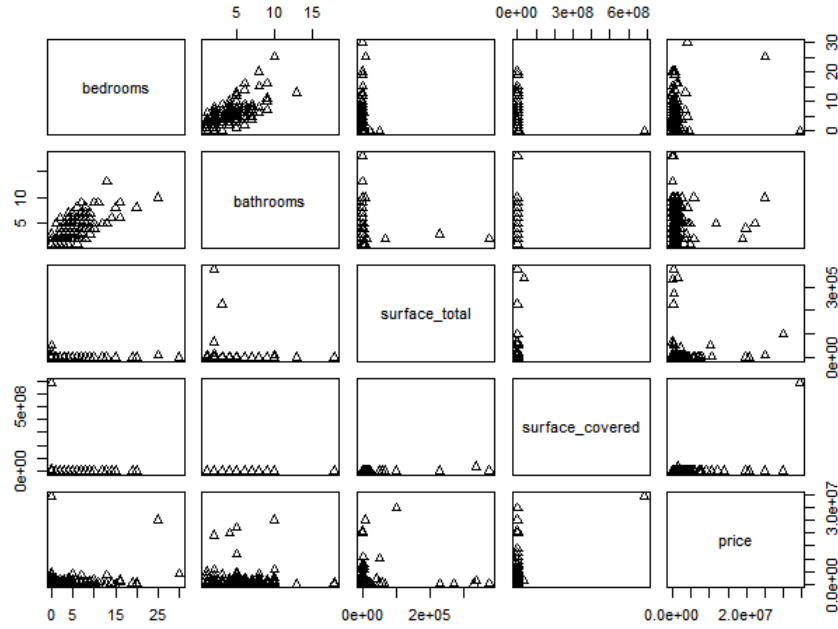 5 10 15
0e+00 3e+08 6e+08
bedrooms
0 10 20 30
5 10
bathrooms
surface_total
0e+00 3e+05
0e+00 5e+08
surface_covered
price
0.0e+00 3.0e+07
0 5 15 25
0e+00 2e+05
0.0e+00 2.0e+07